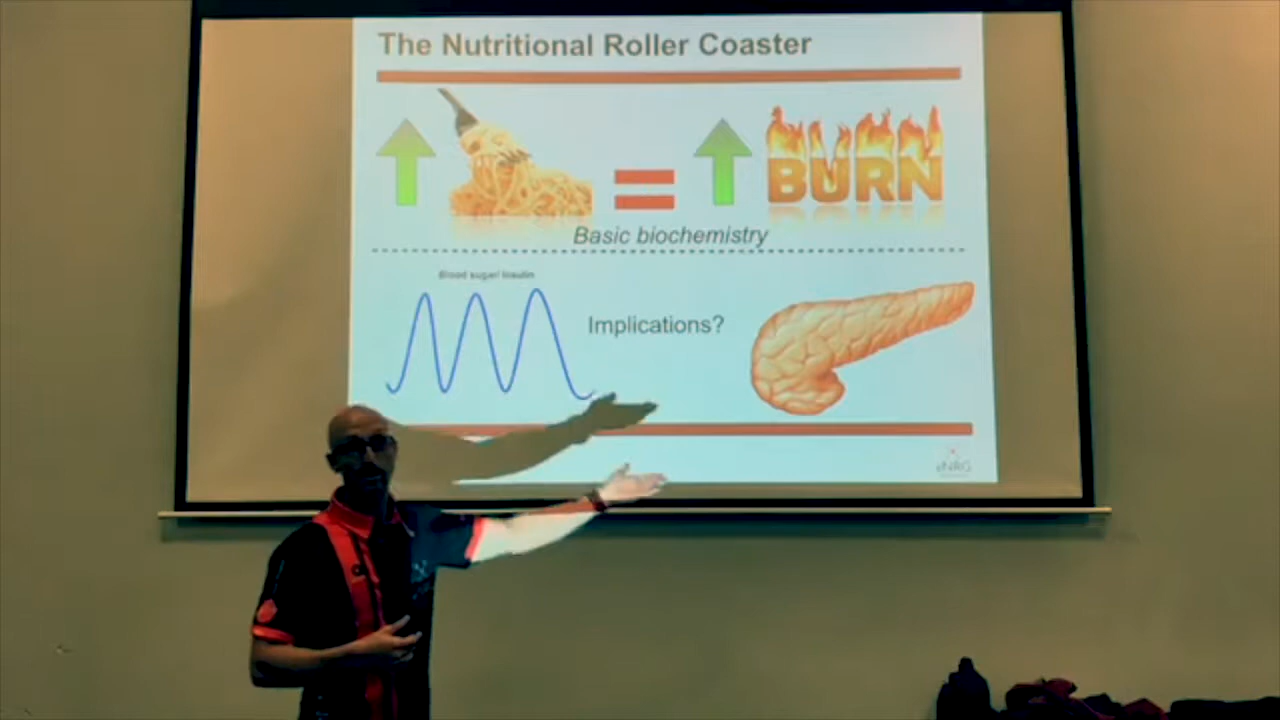 The Nutritional Roller Coaster
BURN
Basic biochemistry
Blood sugar/ Insulin
Implications?